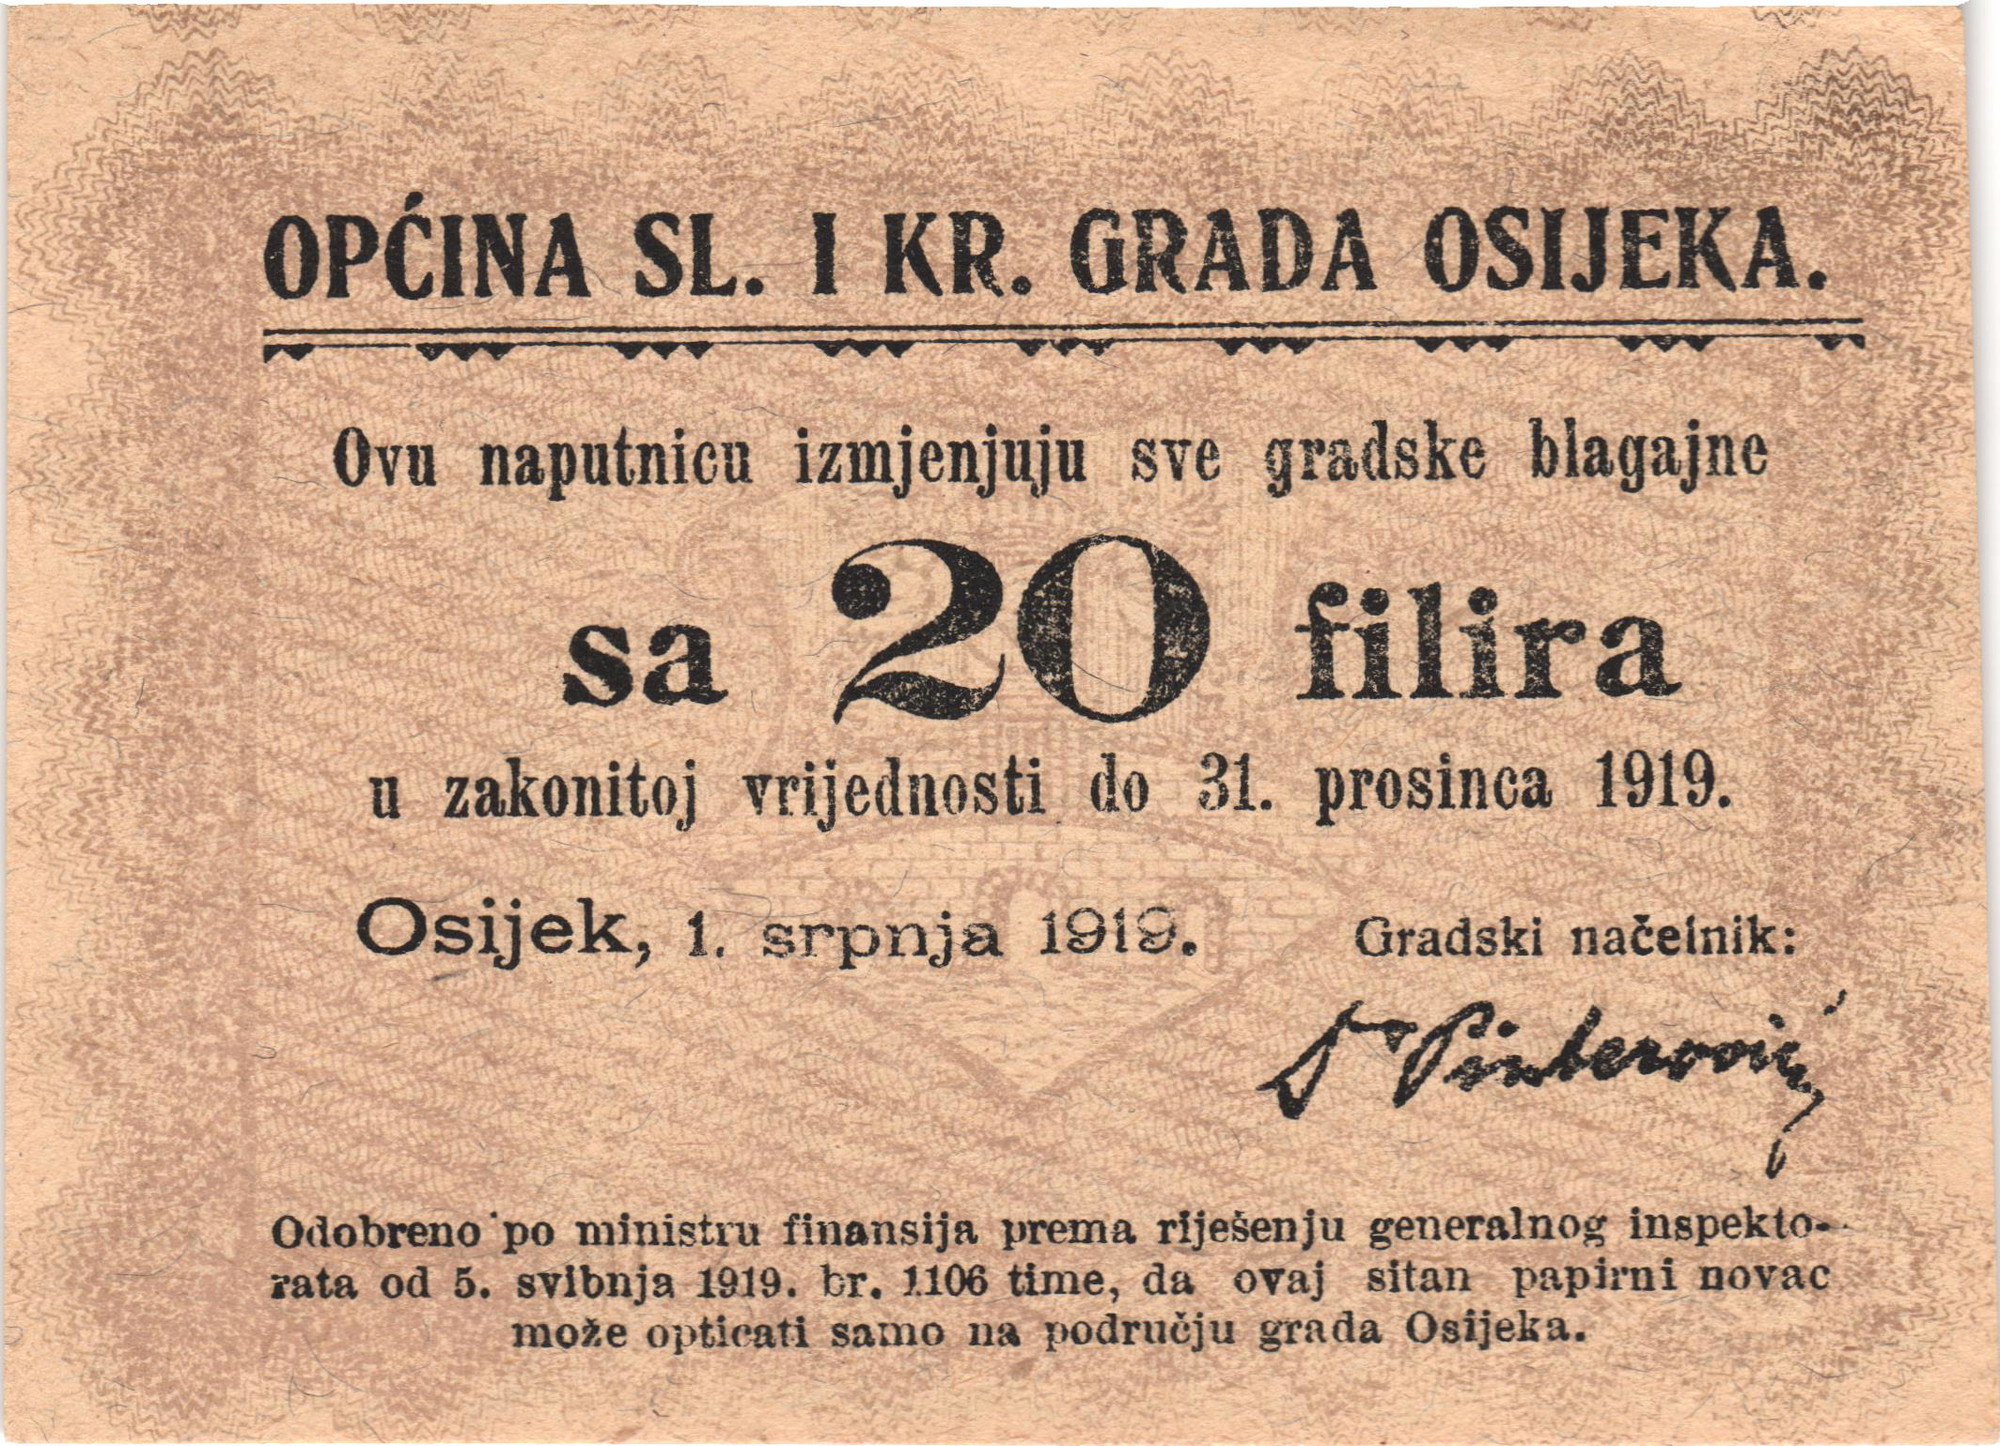 OPĆINA SL. I KR. GRADA OSIJEKA.
Ovu naputnicu izmjenjuju sve gradske blagajne
sa 20 filira
u zakonitoj vrijednosti do 31. prosinca 1919.
Osijek, 1. srpnja 1919.
Gradski načelnik:
Dr Pinterović
Odobreno po ministru finansija prema riješenju generalnog inspekto-
rata od 5. svibnja 1919. br. 1106 time, da ovaj sitan papirni novac
može opticati samo na području grada Osijeka.